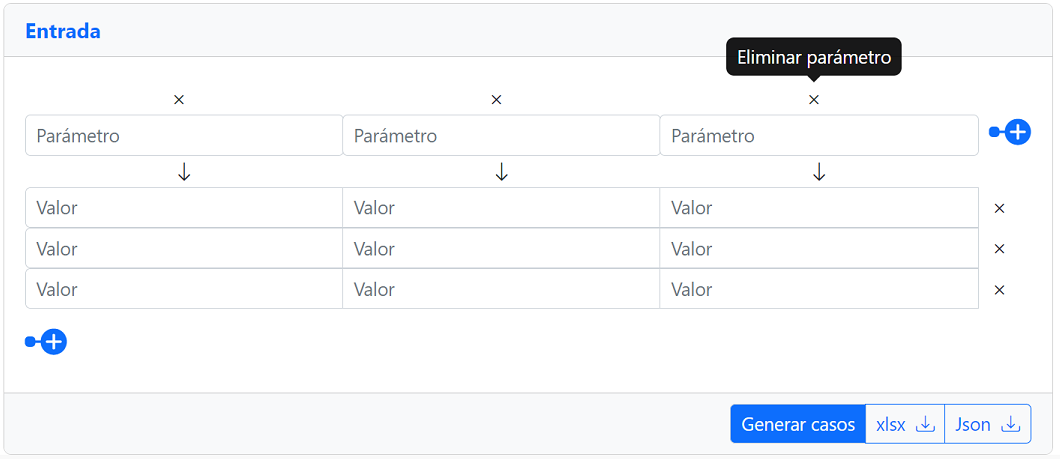 Entrada
Eliminar parámetro
Parámetro Parámetro Parámetro
Valor Valor Valor
Valor Valor Valor
Valor Valor Valor
Generar casos xlsx Json